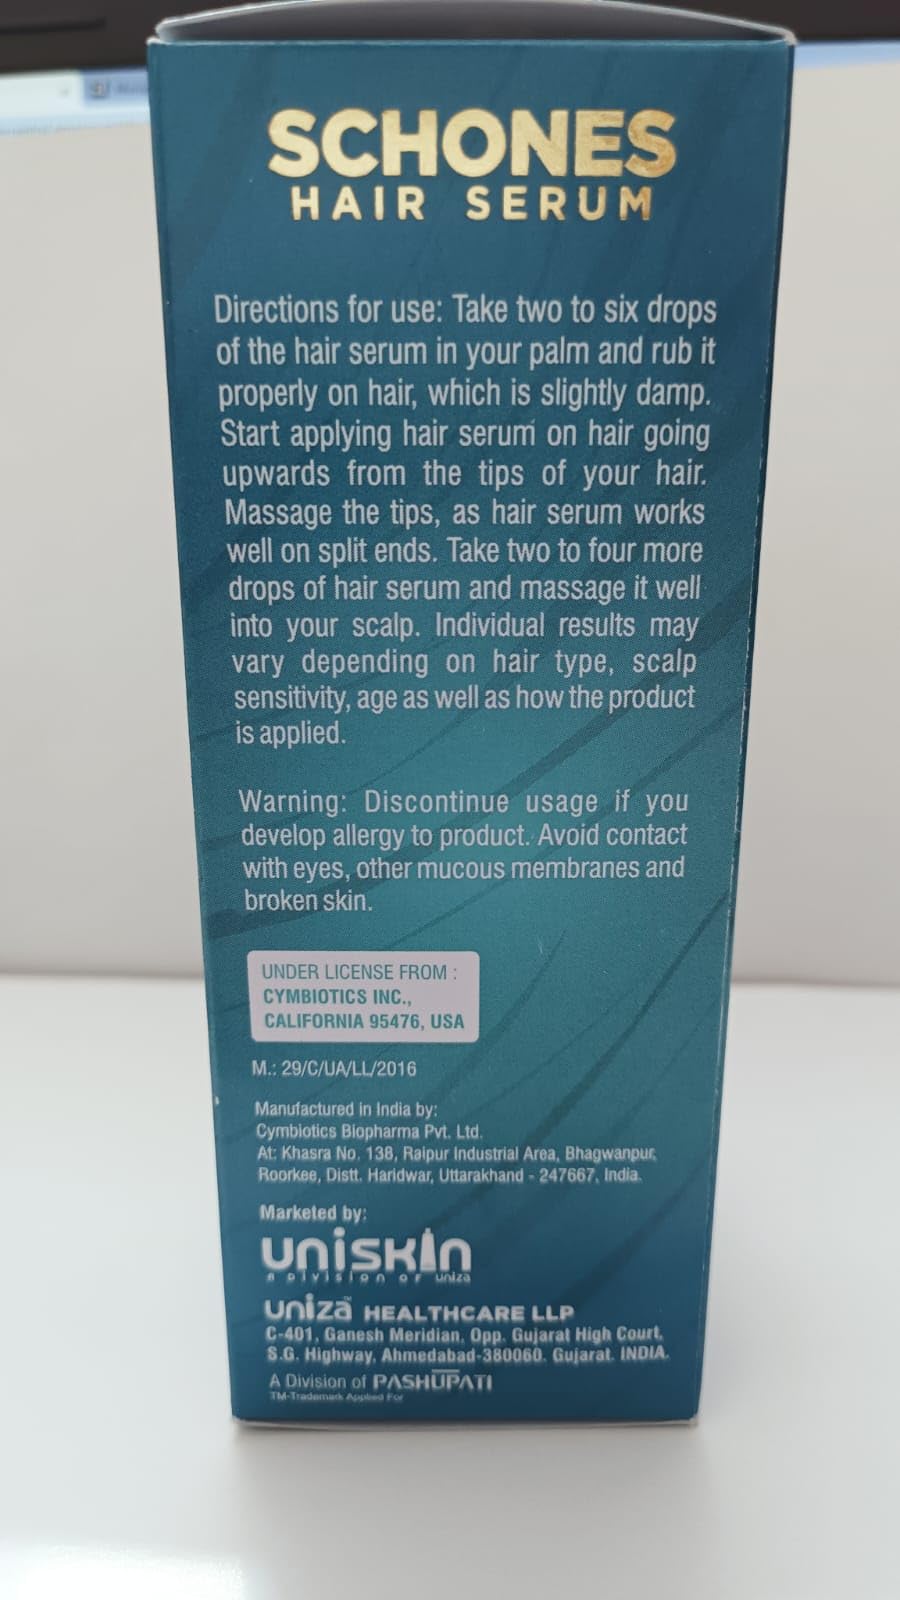 SCHONES
HAIR SERUM
Directions for use: Take two to six drops
of the hair serum in your palm and rub it
properly on hair, which is slightly damp.
Start applying hair serum on hair going
upwards from the tips of your hair.
Massage the tips, as hair serum works
well on split ends. Take two to four more
drops of hair serum and massage it well
into your scalp. Individual results may
vary depending on hair type, scalp
sensitivity, age as well as how the product
is applied.
Warning: Discontinue usage if you
develop allergy to product. Avoid contact
with eyes, other mucous membranes and
broken skin.
UNDER LICENSE FROM :
CYMBIOTICS INC.,
CALIFORNIA 95476, USA
M.: 29/C/UA/LL/2016
Manufactured in India by:
Cymbiotics Biopharma Pvt. Ltd.
At: Khasra No. 138, Raipur Industrial Area, Bhagwanpur,
Roorkee, Distt. Haridwar, Uttarakhand - 247667, India.
Marketed by:
uniskin
a division of uniza
uniza™ HEALTHCARE LLP
C-401, Ganesh Meridian, Opp. Gujarat High Court,
S.G. Highway, Ahmedabad-380060. Gujarat. INDIA.
A Division of PASHUPATI
TM-Trademark Applied For